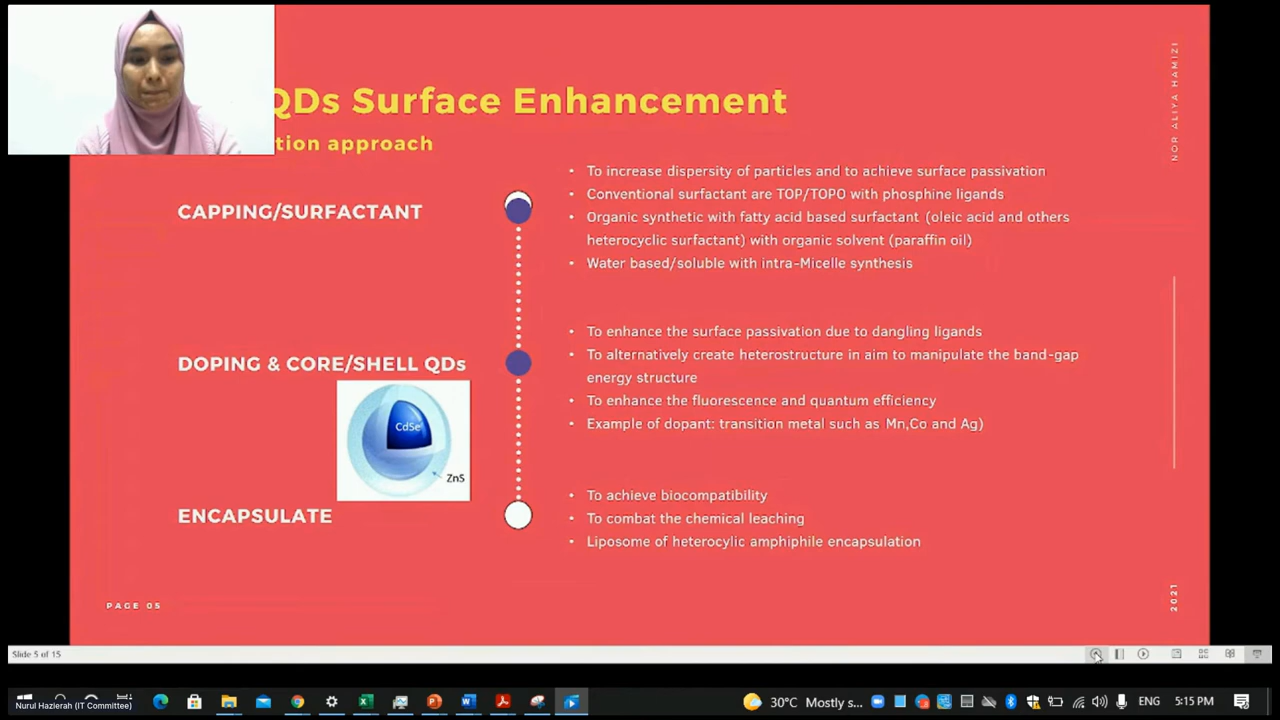 QDs Surface Enhancement
tion approach
NOR ALIYA HAMIZI
CAPPING/SURFACTANT
• To increase dispersity of particles and to achieve surface passivation
• Conventional surfactant are TOP/TOPO with phosphine ligands
• Organic synthetic with fatty acid based surfactant (oleic acid and others
heterocyclic surfactant) with organic solvent (paraffin oil)
• Water based/soluble with intra-Micelle synthesis
DOPING & CORE/SHELL QDs
• To enhance the surface passivation due to dangling ligands
• To alternatively create heterostructure in aim to manipulate the band-gap
energy structure
• To enhance the fluorescence and quantum efficiency
• Example of dopant: transition metal such as Mn,Co and Ag)
CdSe
ZnS
ENCAPSULATE
• To achieve biocompatibility
• To combat the chemical leaching
• Liposome of heterocylic amphiphile encapsulation
PAGE 05
2021
Slide 5 of 15
Nurul Hazierah (IT Committee)
30°C Mostly s...
ENG
5:15 PM